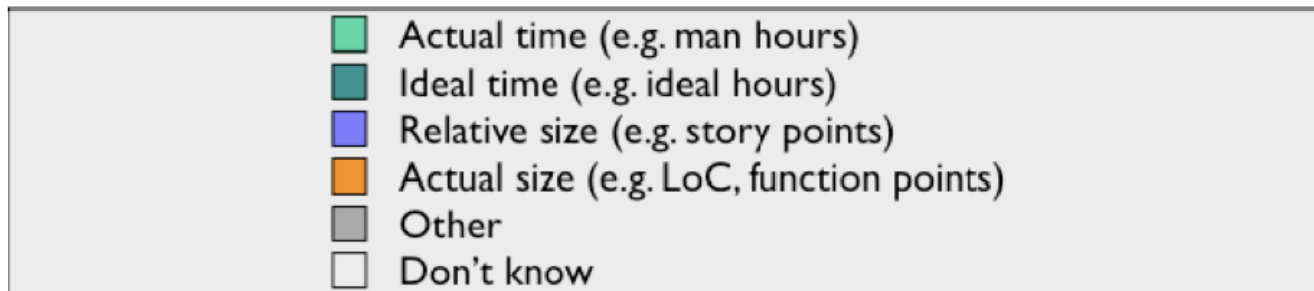 Actual time (e.g. man hours)
Ideal time (e.g. ideal hours)
Relative size (e.g. story points)
Actual size (e.g. LoC, function points)
Other
Don't know